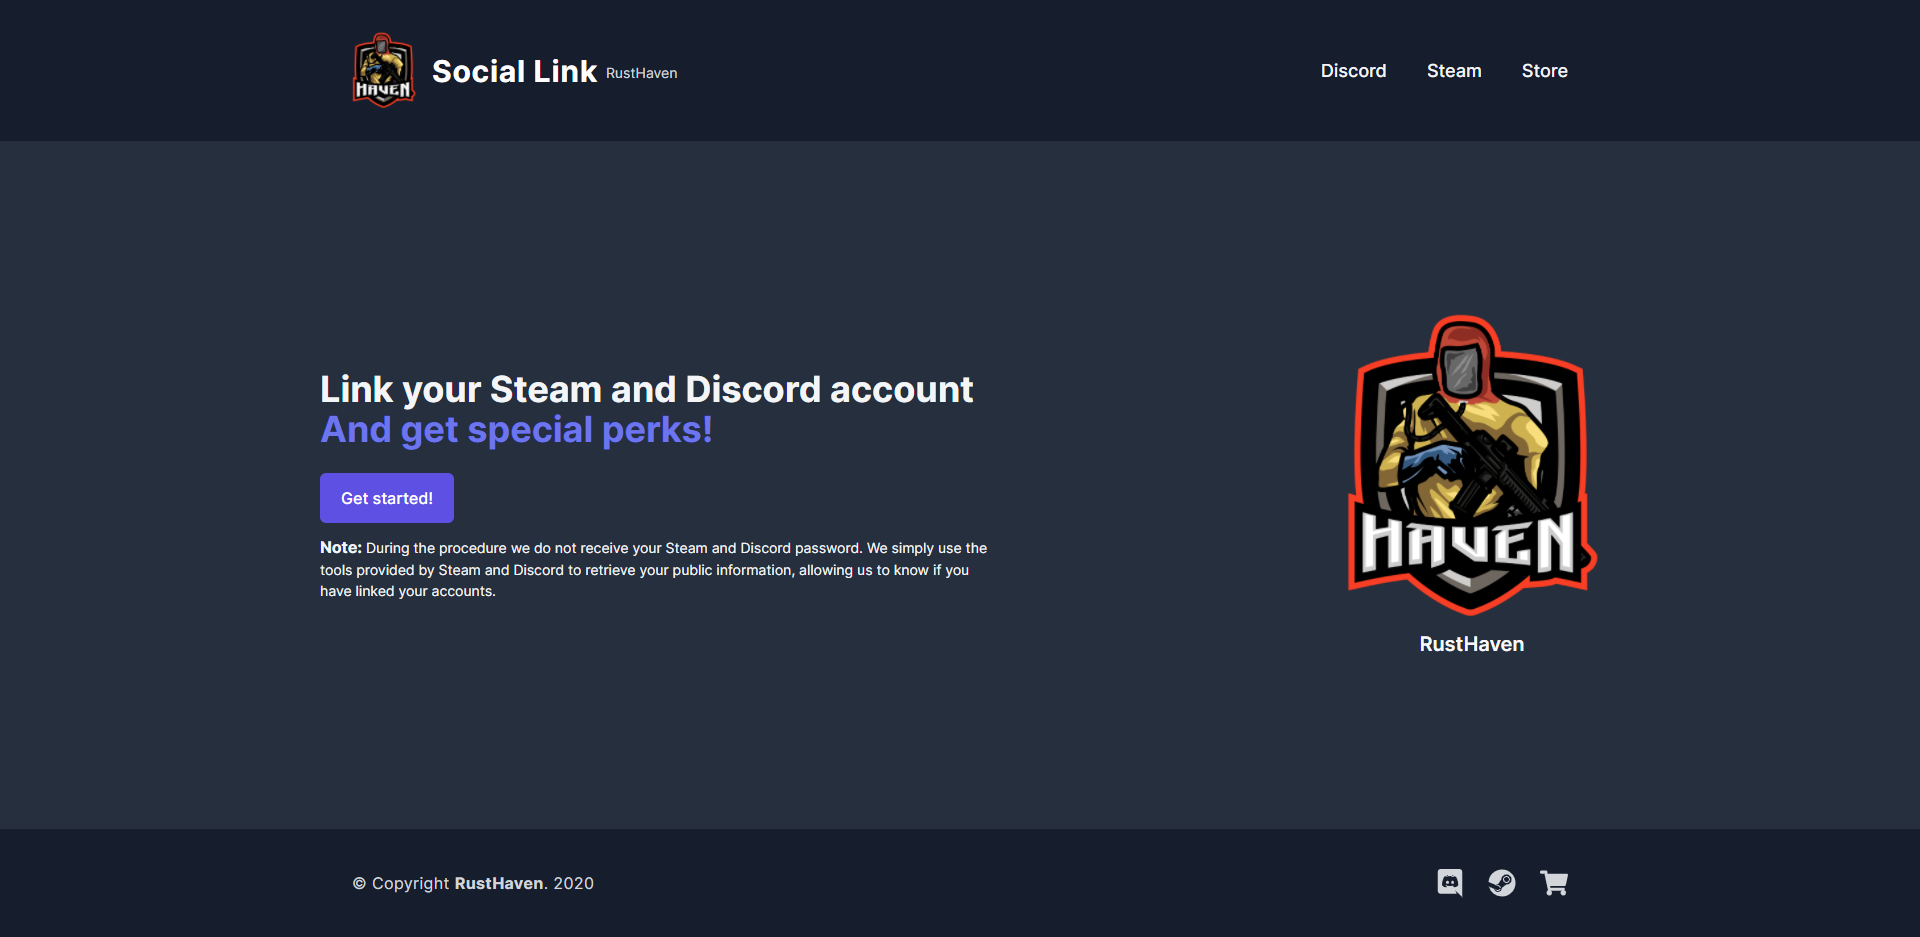 HAVEN
Social Link RustHaven
Discord Steam Store
Link your Steam and Discord account
And get special perks!
Get started!
Note: During the procedure we do not receive your Steam and Discord password. We simply use the
tools provided by Steam and Discord to retrieve your public information, allowing us to know if you
have linked your accounts.
HAVEN
RustHaven
© Copyright RustHaven. 2020